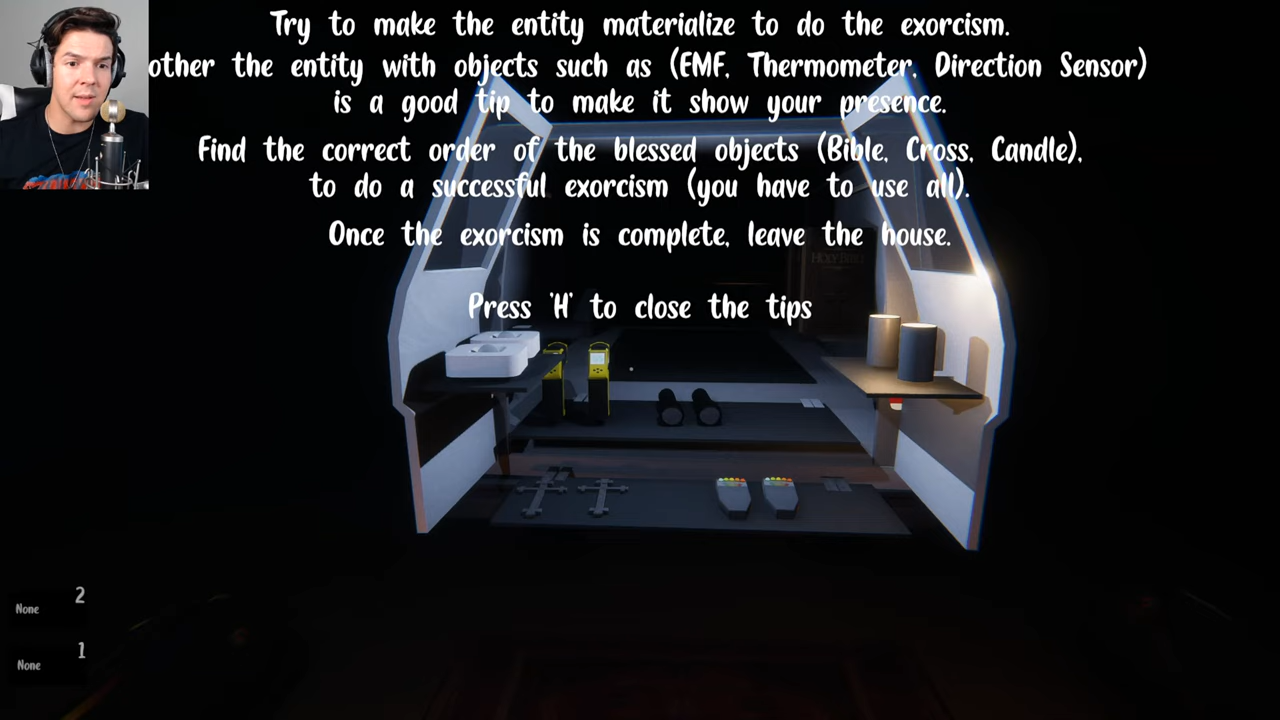 Try to make the entity materialize to do the exorcism.
other the entity with objects such as (EMF, Thermometer, Direction Sensor)
is a good tip to make it show your presence.
Find the correct order of the blessed objects (Bible, Cross, Candle),
to do a successful exorcism (you have to use all).
Once the exorcism is complete, leave the house.
HOLY BIBLE
Press 'H' to close the tips
None 2
None 1